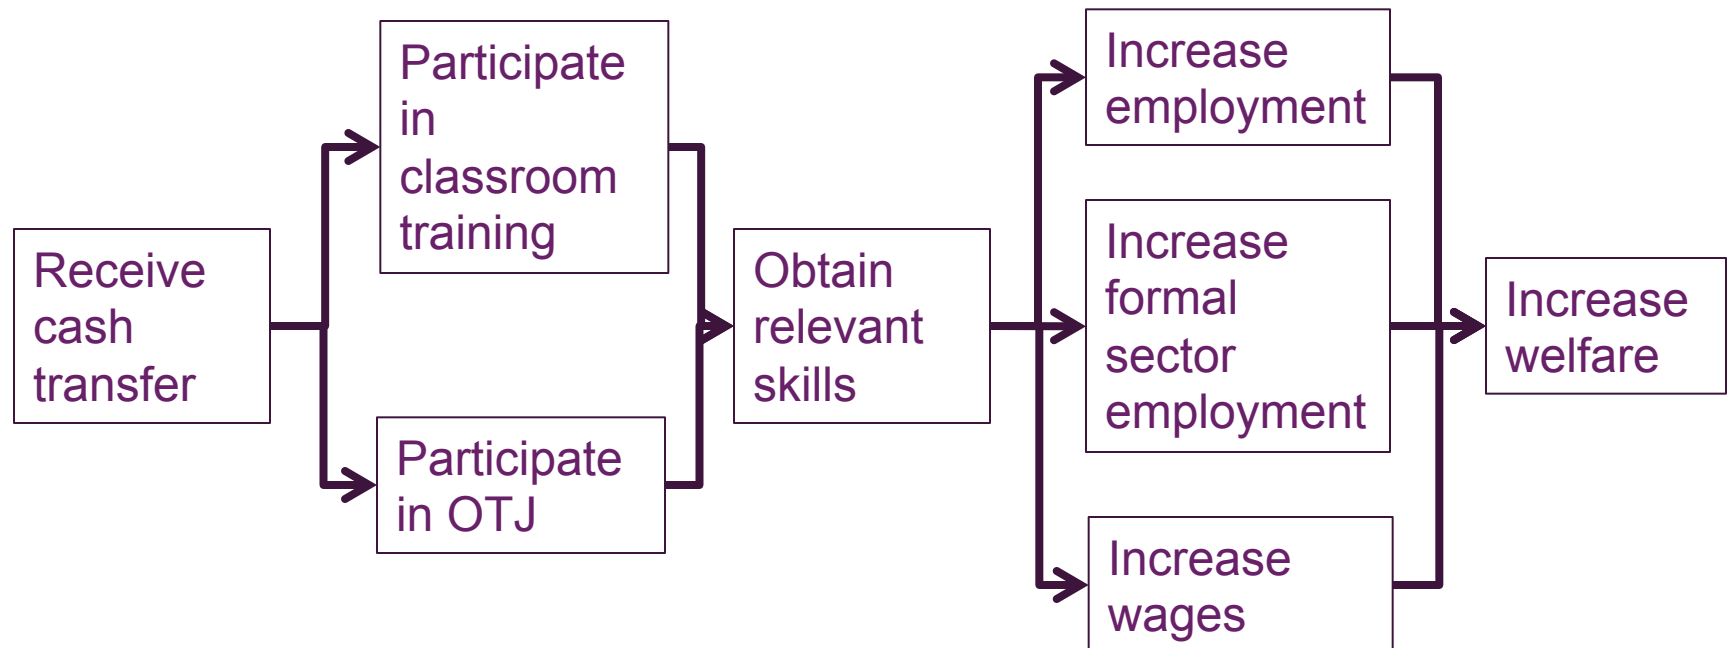 Receive
cash
transfer
Participate
in
classroom
training
Participate
in OTJ
Obtain
relevant
skills
Increase
employment
Increase
formal
sector
employment
Increase
wages
Increase
welfare